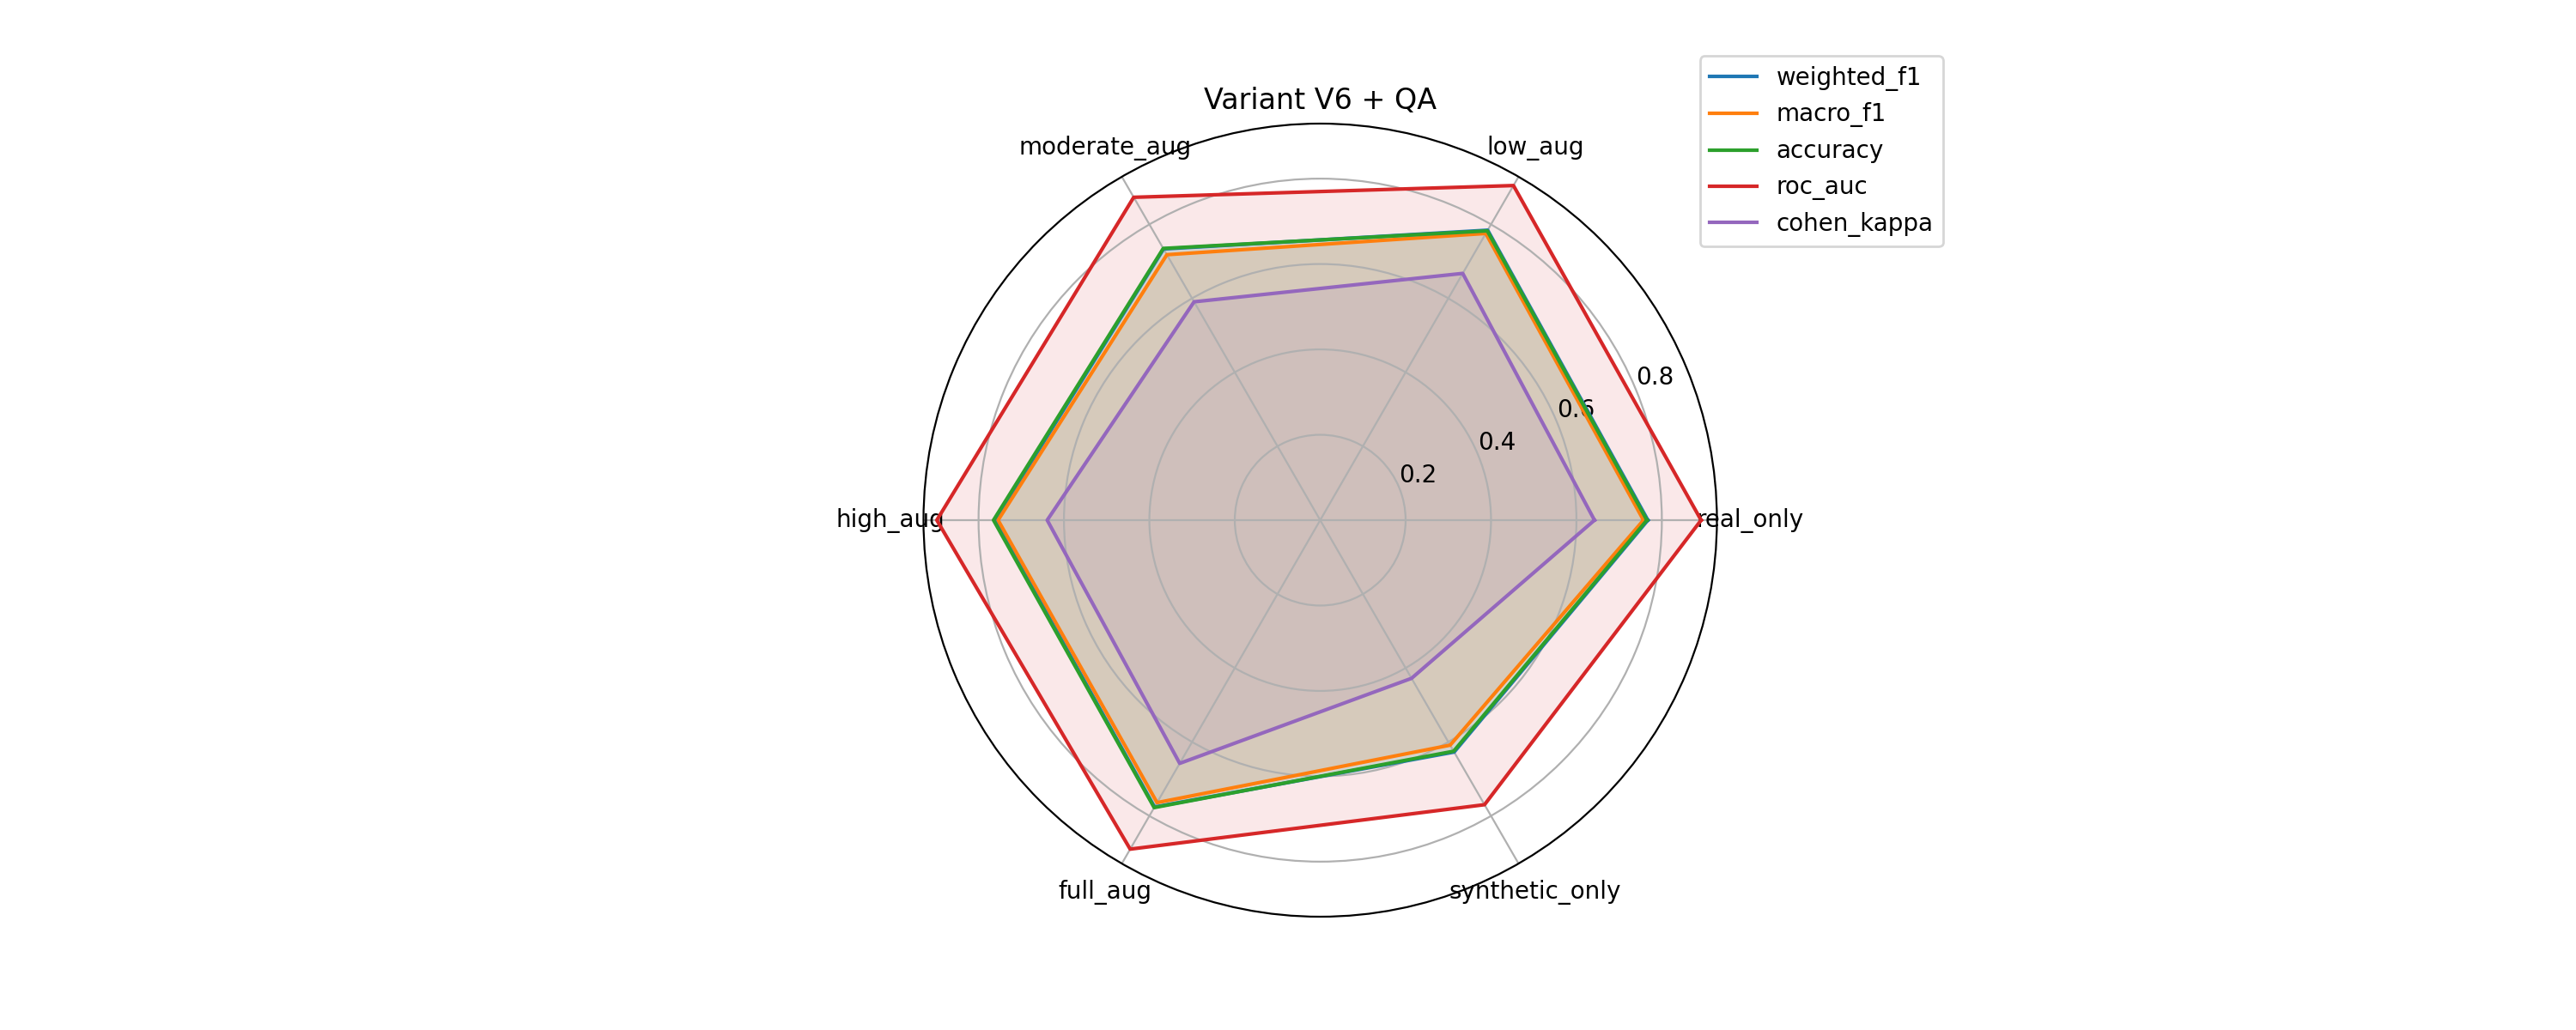 Variant V6 + QA
weighted_f1
macro_f1
accuracy
roc_auc
cohen_kappa
moderate_aug
low_aug
0.8
0.6
0.4
0.2
high_aug
real_only
full_aug
synthetic_only